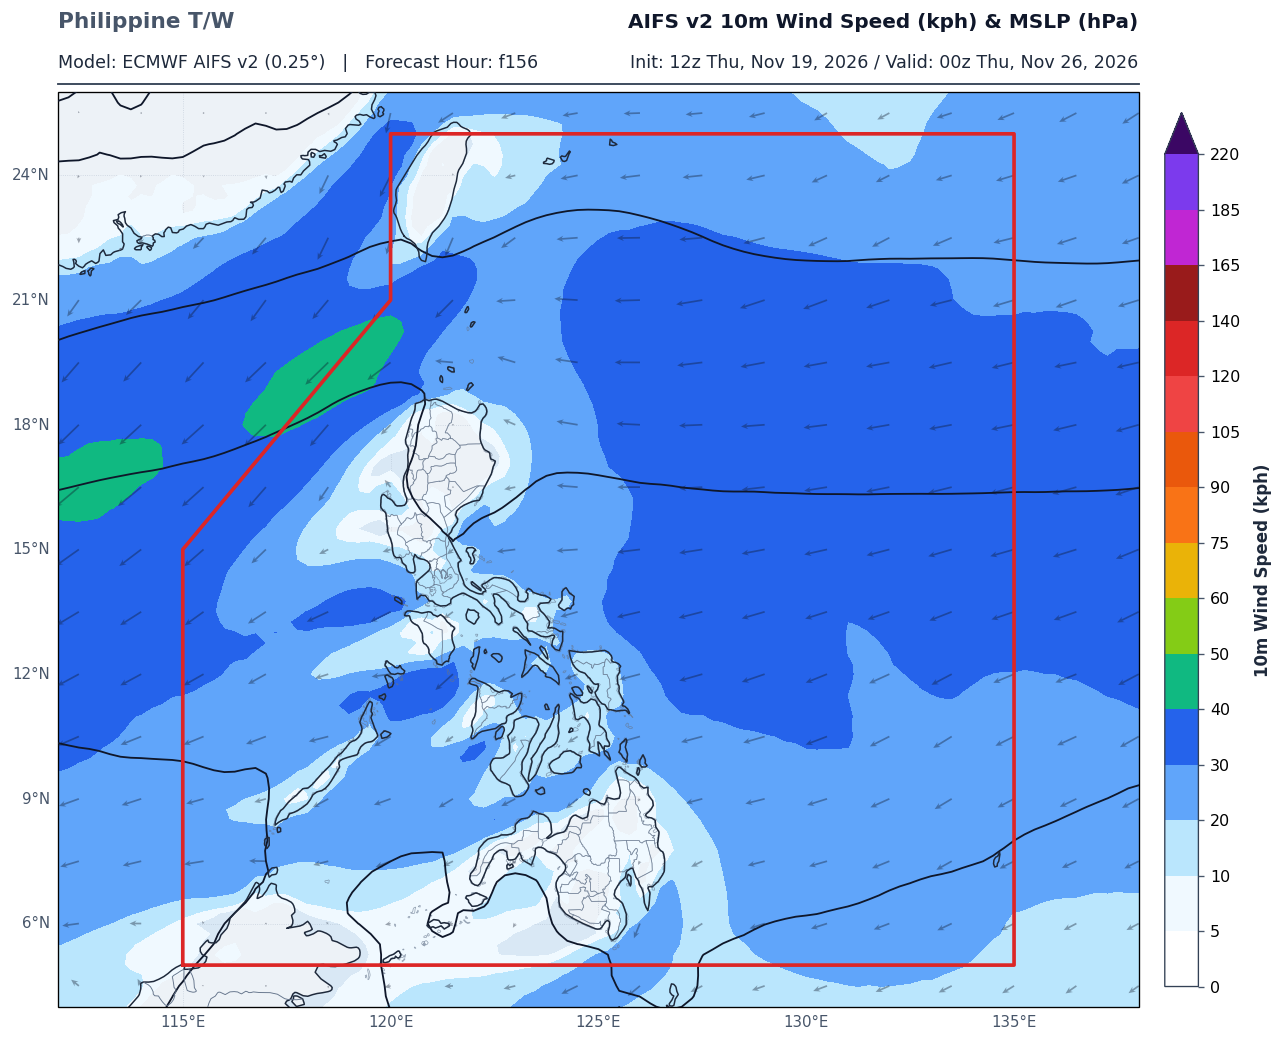 Philippine T/W
AIFS v2 10m Wind Speed (kph) & MSLP (hPa)
Model: ECMWF AIFS v2 (0.25°) | Forecast Hour: f156
Init: 12z Thu, Nov 19, 2026 / Valid: 00z Thu, Nov 26, 2026
24°N
21°N
18°N
15°N
12°N
9°N
6°N
115°E
120°E
125°E
130°E
135°E
220
185
165
140
120
105
90
75
60
50
40
30
20
10
5
0
10m Wind Speed (kph)